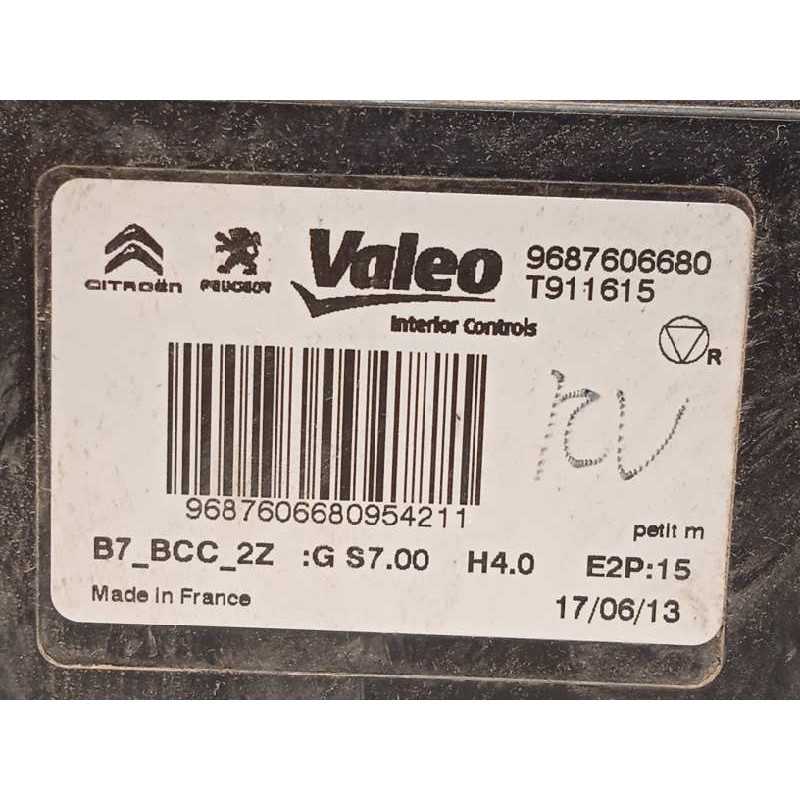 CITROËN PEUGEOT Valeo 9687606680
T911615
Interior Controls
R
9687606680954211
petit m
B7_BCC_2Z :G S7.00 H4.0 E2P:15
Made in France 17/06/13